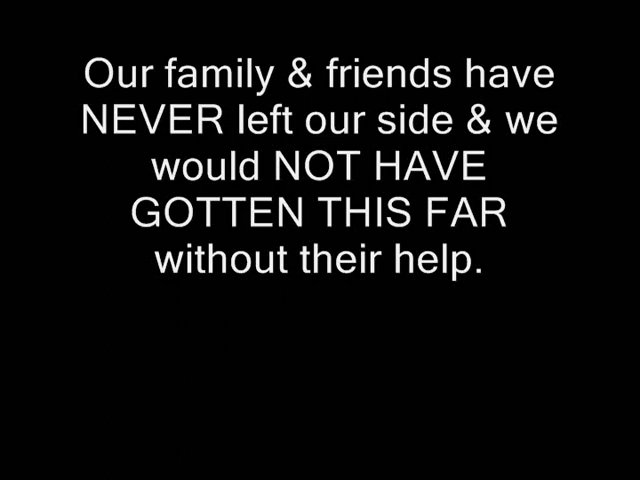 Our family & friends have
NEVER left our side & we
would NOT HAVE
GOTTEN THIS FAR
without their help.